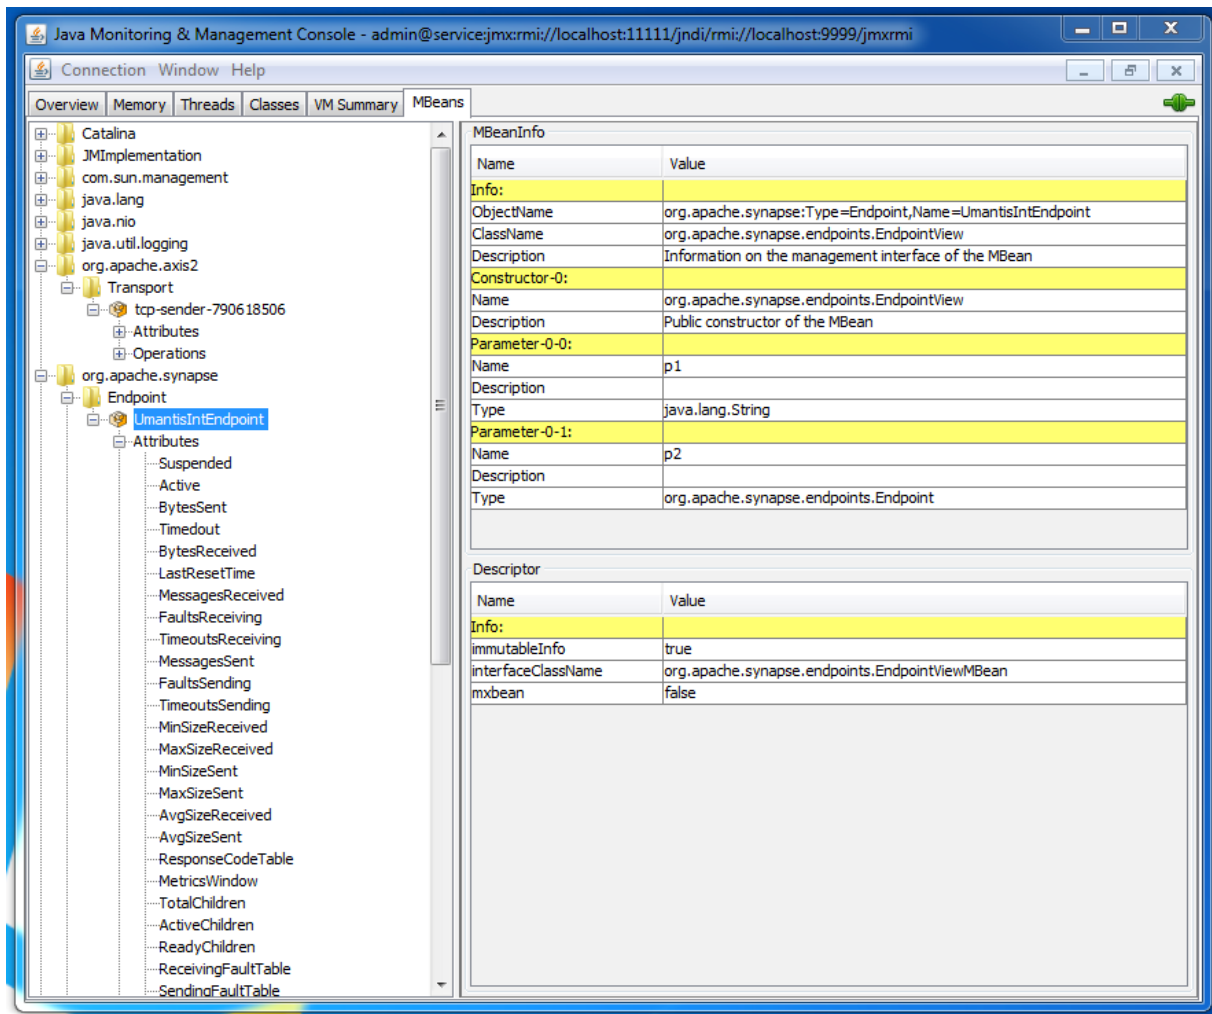 Java Monitoring & Management Console - admin@service:jmx:rmi://localhost:11111/jndi/rmi://localhost:9999/jmxrmi
Connection Window Help
Overview Memory Threads Classes VM Summary MBeans
Catalina
JMImplementation
com.sun.management
java.lang
java.nio
java.util.logging
org.apache.axis2
Transport
tcp-sender-790618506
Attributes
Operations
org.apache.synapse
Endpoint
UmantisIntEndpoint
Attributes
Suspended
Active
BytesSent
Timedout
BytesReceived
LastResetTime
MessagesReceived
FaultsReceiving
TimeoutsReceiving
MessagesSent
FaultsSending
TimeoutsSending
MinSizeReceived
MaxSizeReceived
MinSizeSent
MaxSizeSent
AvgSizeReceived
AvgSizeSent
ResponseCodeTable
MetricsWindow
TotalChildren
ActiveChildren
ReadyChildren
ReceivingFaultTable
SendingFaultTable
MBeanInfo
Name Value
Info:
ObjectName org.apache.synapse:Type=Endpoint,Name=UmantisIntEndpoint
ClassName org.apache.synapse.endpoints.EndpointView
Description Information on the management interface of the MBean
Constructor-0:
Name org.apache.synapse.endpoints.EndpointView
Description Public constructor of the MBean
Parameter-0-0:
Name p1
Description
Type java.lang.String
Parameter-0-1:
Name p2
Description
Type org.apache.synapse.endpoints.Endpoint
Descriptor
Name Value
Info:
immutableInfo true
interfaceClassName org.apache.synapse.endpoints.EndpointViewMBean
mxbean false